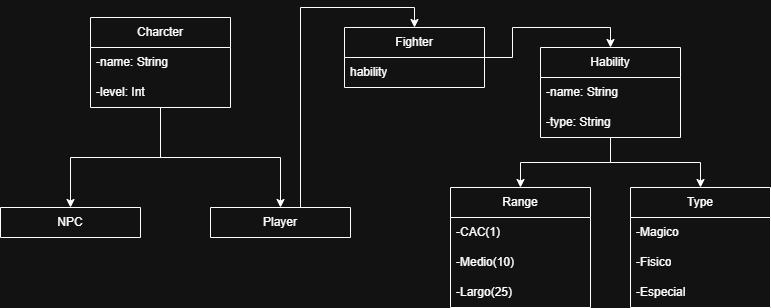 Charcter
-name: String
-level: Int
NPC
Player
Fighter
hability
Hability
-name: String
-type: String
Range
-CAC(1)
-Medio(10)
-Largo(25)
Type
-Magico
-Fisico
-Especial